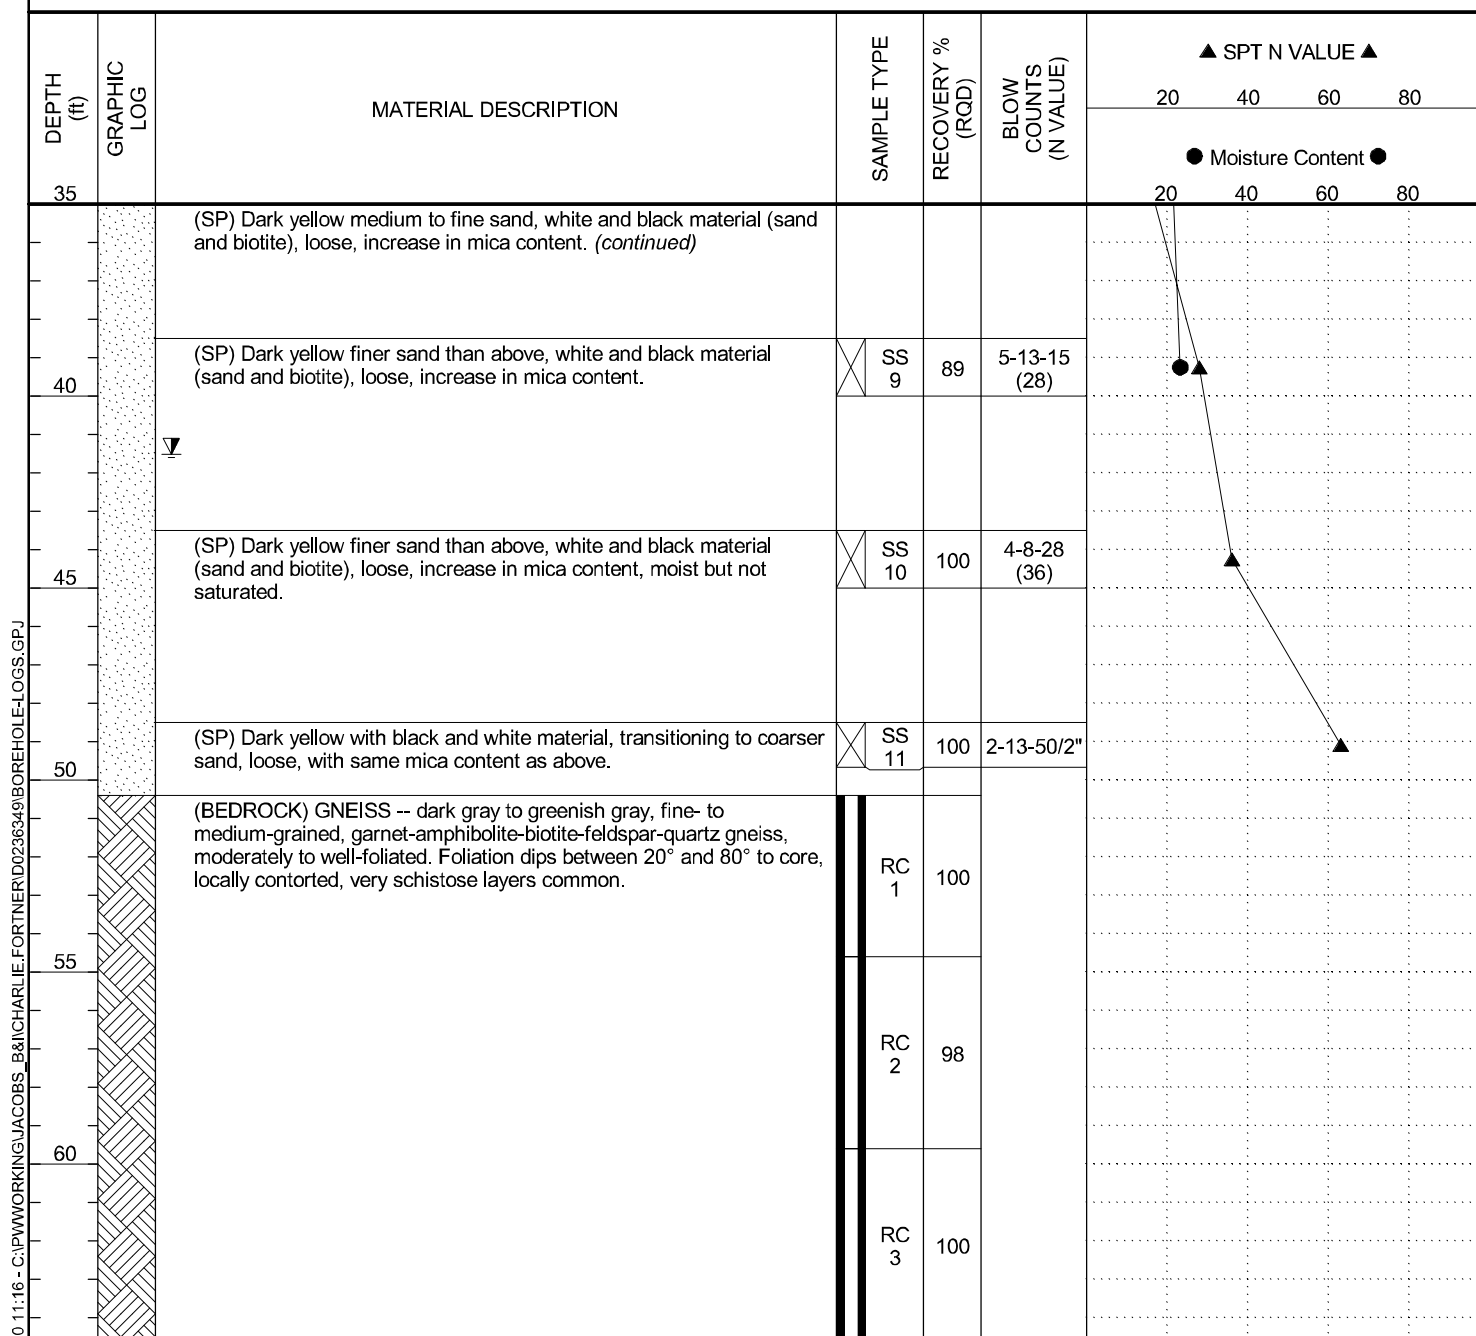 DEPTH
(ft)
GRAPHIC
LOG
MATERIAL DESCRIPTION
SAMPLE TYPE
RECOVERY %
(RQD)
BLOW
COUNTS
(N VALUE)
▲ SPT N VALUE ▲
20 40 60 80
● Moisture Content ●
20 40 60 80
35
(SP) Dark yellow medium to fine sand, white and black material (sand
and biotite), loose, increase in mica content. (continued)
(SP) Dark yellow finer sand than above, white and black material
(sand and biotite), loose, increase in mica content.
SS
9
89
5-13-15
(28)
40
(SP) Dark yellow finer sand than above, white and black material
(sand and biotite), loose, increase in mica content, moist but not
saturated.
SS
10
100
4-8-28
(36)
45
(SP) Dark yellow with black and white material, transitioning to coarser
sand, loose, with same mica content as above.
SS
11
100
2-13-50/2"
50
(BEDROCK) GNEISS -- dark gray to greenish gray, fine- to
medium-grained, garnet-amphibolite-biotite-feldspar-quartz gneiss,
moderately to well-foliated. Foliation dips between 20° and 80° to core,
locally contorted, very schistose layers common.
RC
1
100
55
RC
2
98
60
RC
3
100
0 11:16 - C:\PWWORKING\JACOBS_B&I\CHARLIE.FORTNER\D0236349\BOREHOLE-LOGS.GPJ